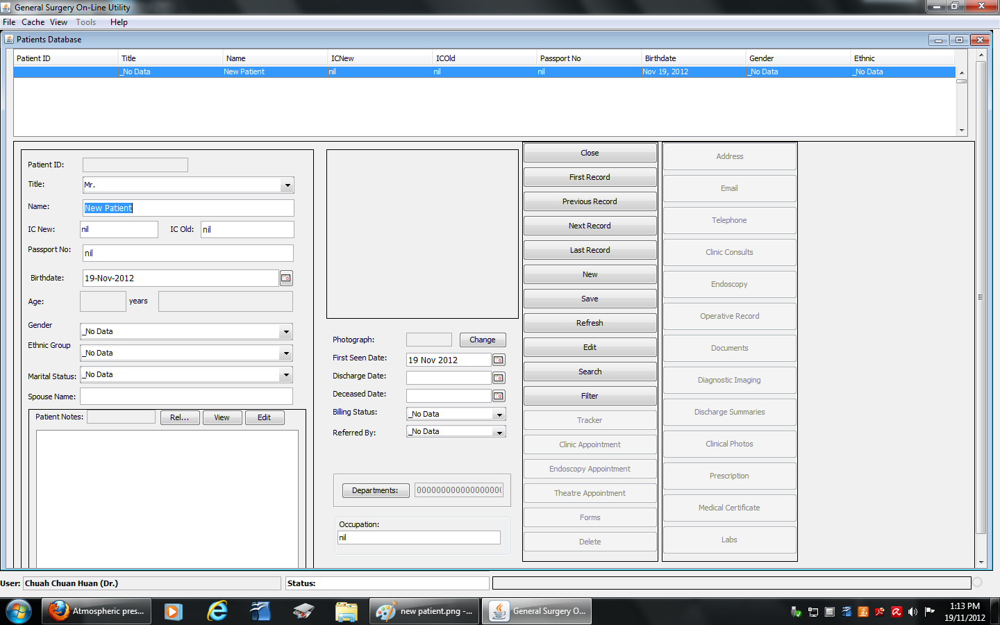 General Surgery On-Line Utility
File Cache View Tools Help
Patients Database
Patient ID Title Name ICNew ICOld Passport No Birthdate Gender Ethnic
_No Data New Patient nil nil nil Nov 19, 2012 _No Data _No Data
Patient ID:
Title: Mr.
Name: New Patient
IC New: nil IC Old: nil
Passport No: nil
Birthdate: 19-Nov-2012
Age: years
Gender _No Data
Ethnic Group _No Data
Marital Status: _No Data
Spouse Name:
Patient Notes: Rel... View Edit
Photograph: Change
First Seen Date: 19 Nov 2012
Discharge Date:
Deceased Date:
Billing Status: _No Data
Referred By: _No Data
Departments: 00000000000000000
Occupation:
nil
Close
First Record
Previous Record
Next Record
Last Record
New
Save
Refresh
Edit
Search
Filter
Tracker
Clinic Appointment
Endoscopy Appointment
Theatre Appointment
Forms
Delete
Address
Email
Telephone
Clinic Consults
Endoscopy
Operative Record
Documents
Diagnostic Imaging
Discharge Summaries
Clinical Photos
Prescription
Medical Certificate
Labs
User: Chuah Chuan Huan (Dr.) Status:
Atmospheric pres... new patient.png -... General Surgery O... 1:13 PM
19/11/2012